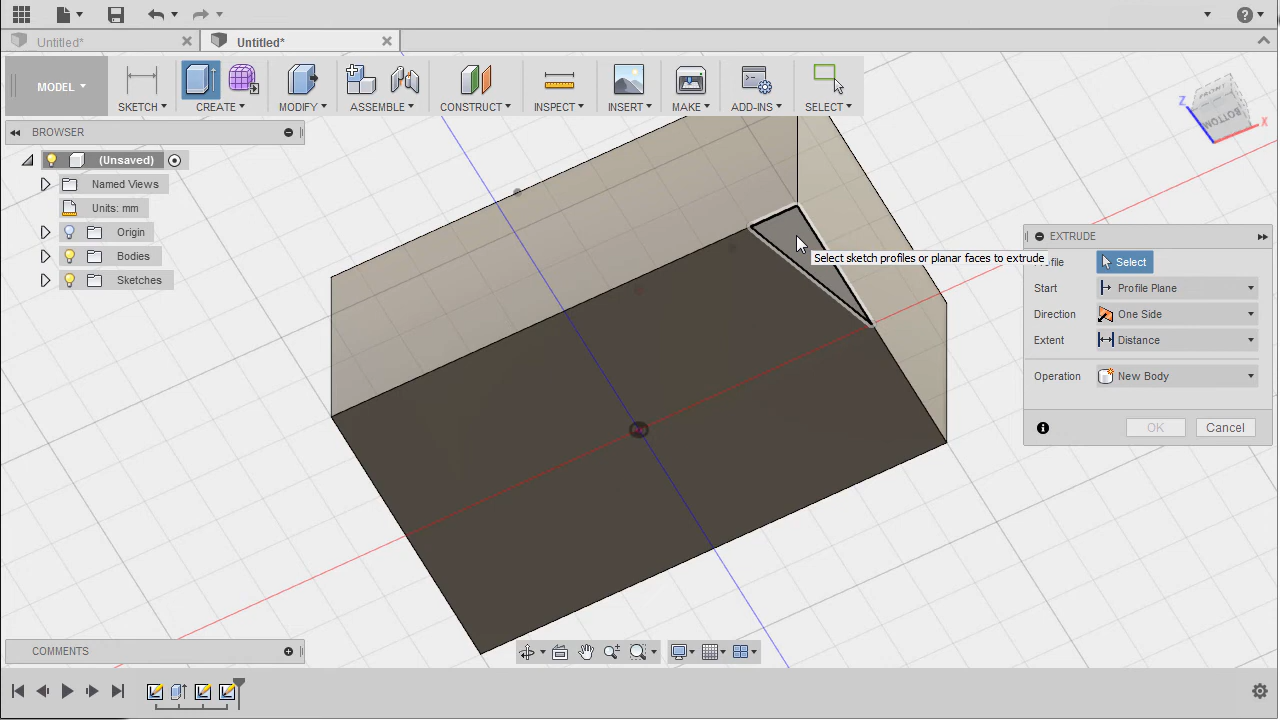 Untitled*
Untitled*
MODEL
SKETCH
CREATE
MODIFY
ASSEMBLE
CONSTRUCT
INSPECT
INSERT
MAKE
ADD-INS
SELECT
BROWSER
(Unsaved)
Named Views
Units: mm
Origin
Bodies
Sketches
Z
X
BOTTOM
Select sketch profiles or planar faces to extrude
EXTRUDE
Profile
Select
Start
Profile Plane
Direction
One Side
Extent
Distance
Operation
New Body
OK
Cancel
COMMENTS